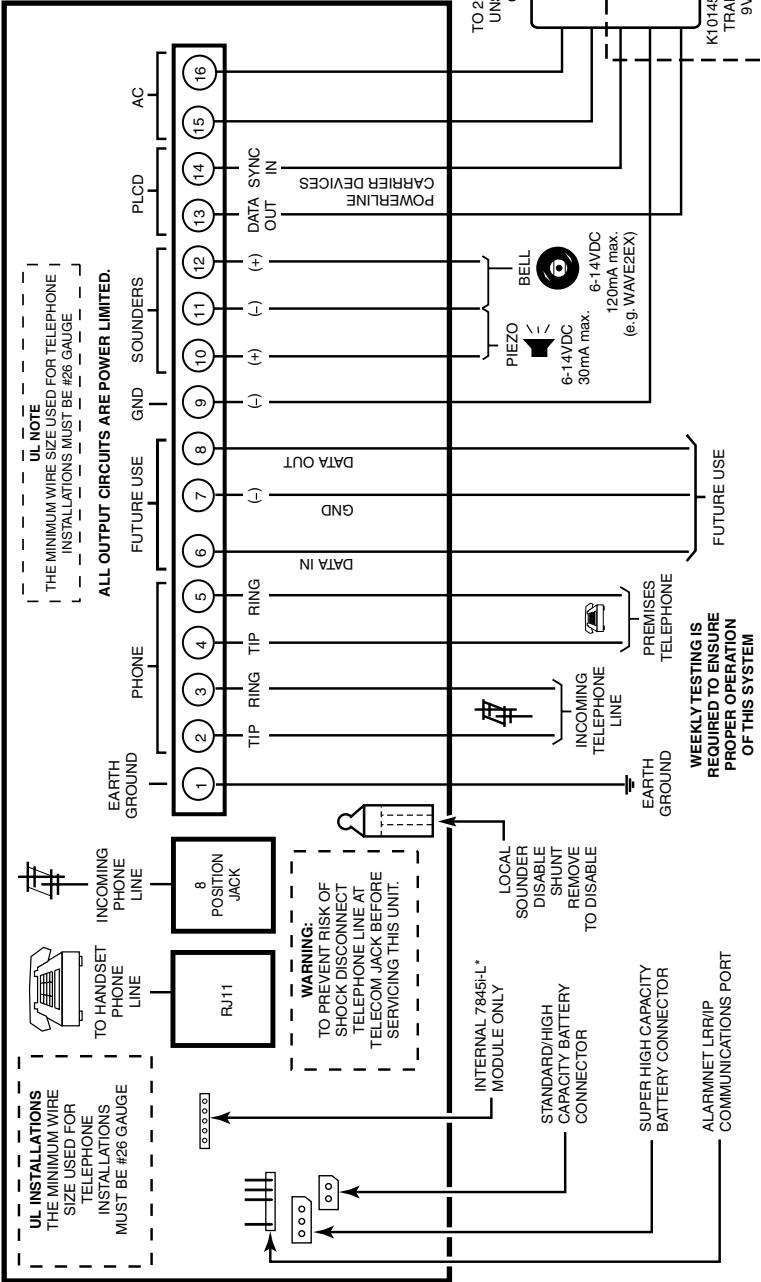 UL INSTALLATIONS
THE MINIMUM WIRE
SIZE USED FOR
TELEPHONE
INSTALLATIONS
MUST BE #26 GAUGE
TO HANDSET
PHONE
LINE
RJ11
INCOMING
PHONE
LINE
8
POSITION
JACK
WARNING:
TO PREVENT RISK OF
SHOCK DISCONNECT
TELEPHONE LINE AT
TELECOM JACK BEFORE
SERVICING THIS UNIT.
INTERNAL 7845i-L*
MODULE ONLY
STANDARD/HIGH
CAPACITY BATTERY
CONNECTOR
SUPER HIGH CAPACITY
BATTERY CONNECTOR
ALARMNET LRR/IP
COMMUNICATIONS PORT
LOCAL
SOUNDER
DISABLE
SHUNT
REMOVE
TO DISABLE
UL NOTE
THE MINIMUM WIRE SIZE USED FOR TELEPHONE
INSTALLATIONS MUST BE #26 GAUGE
ALL OUTPUT CIRCUITS ARE POWER LIMITED.
EARTH
GROUND
PHONE
FUTURE USE
GND
SOUNDERS
PLCD
AC
1
2
3
4
5
6
7
8
9
10
11
12
13
14
15
16
TIP
RING
TIP
RING
DATA IN
(–)
GND
DATA OUT
(–)
(+)
(–)
(+)
DATA
OUT
SYNC
IN
POWERLINE
CARRIER DEVICES
EARTH
GROUND
INCOMING
TELEPHONE
LINE
PREMISES
TELEPHONE
FUTURE USE
PIEZO
6-14VDC
30mA max.
BELL
6-14VDC
120mA max.
(e.g. WAVE2EX)
WEEKLY TESTING IS
REQUIRED TO ENSURE
PROPER OPERATION
OF THIS SYSTEM
TO 2
UNS
K10145
TRA
9V